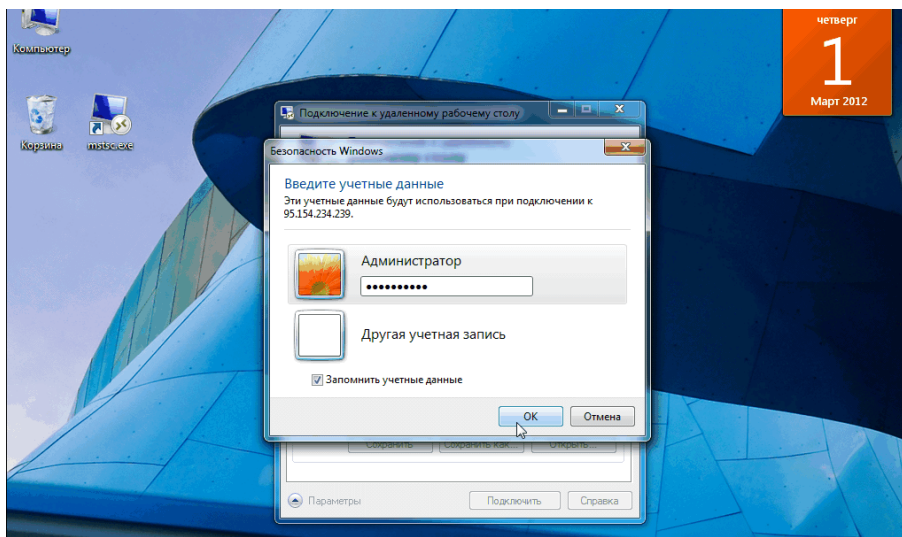 четверг
1
Март 2012
Компьютер
Корзина
mstsc.exe
Подключение к удаленному рабочему столу
Безопасность Windows
Введите учетные данные
Эти учетные данные будут использоваться при подключении к
95.154.234.239.
Администратор
••••••••••
Другая учетная запись
Запомнить учетные данные
OK
Отмена
Сохранить
Сохранить как...
Открыть...
Параметры
Подключить
Справка